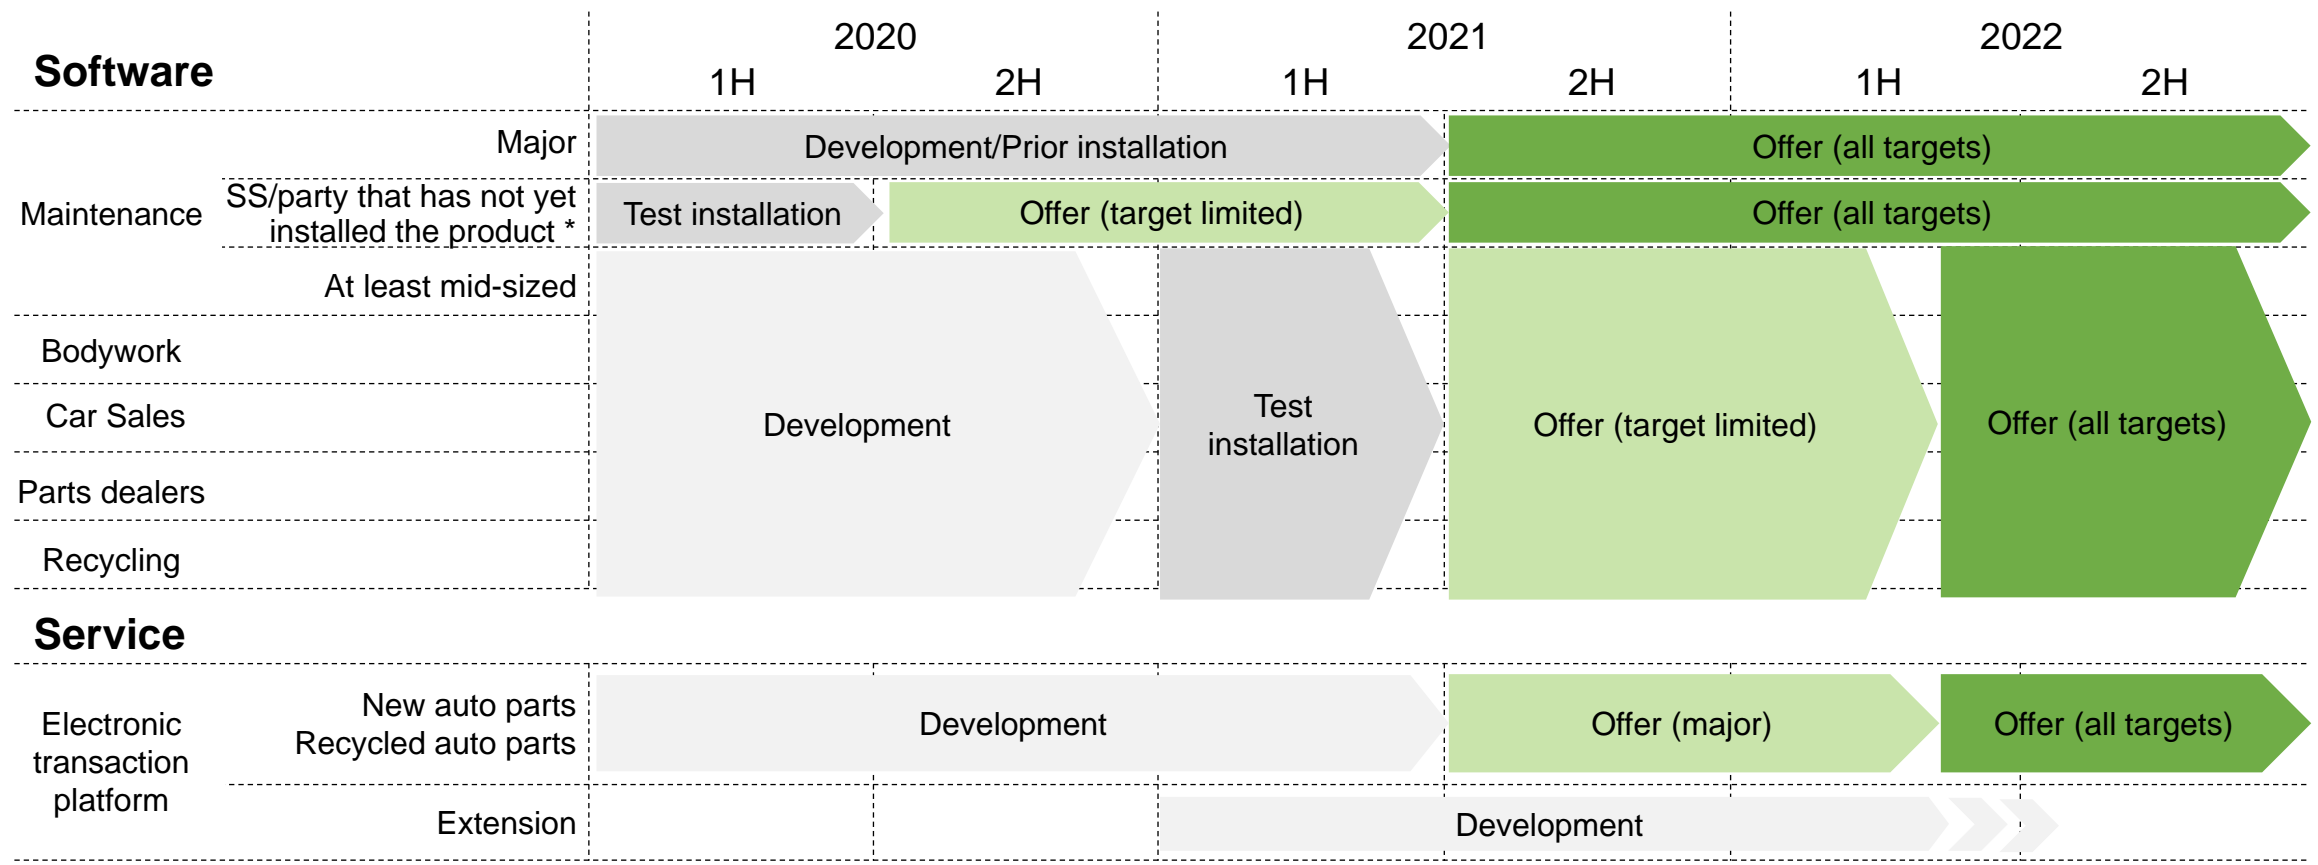 2020
2021
2022
Software
1H
2H
1H
2H
1H
2H
Major
Development/Prior installation
Offer (all targets)
Maintenance
SS/party that has not yet
installed the product *
Test installation
Offer (target limited)
Offer (all targets)
At least mid-sized
Bodywork
Car Sales
Parts dealers
Recycling
Development
Test
installation
Offer (target limited)
Offer (all targets)
Service
Electronic
transaction
platform
New auto parts
Recycled auto parts
Development
Offer (major)
Offer (all targets)
Extension
Development